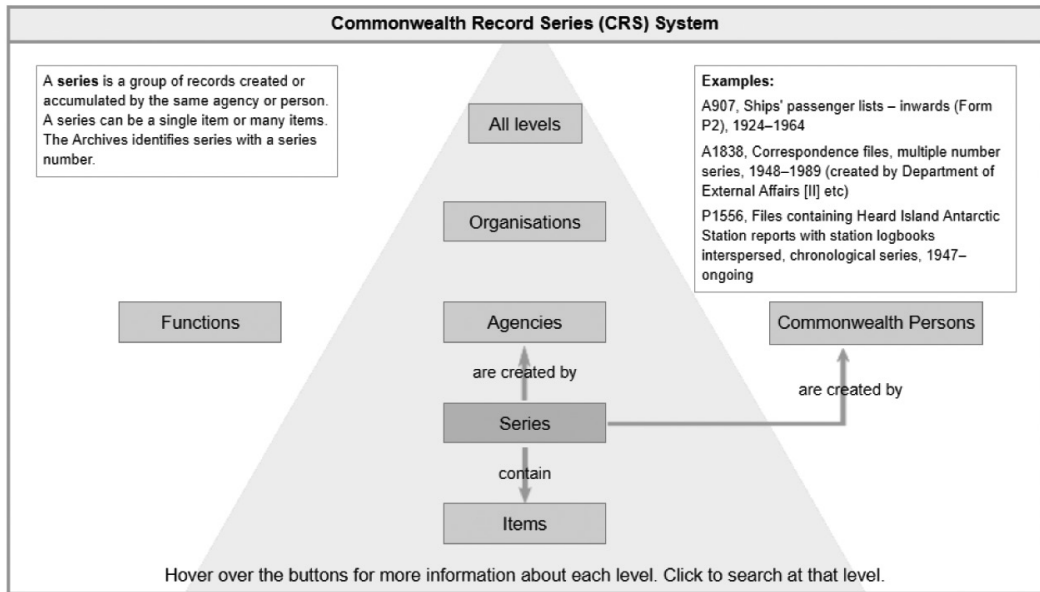 Commonwealth Record Series (CRS) System
A series is a group of records created or
accumulated by the same agency or person.
A series can be a single item or many items.
The Archives identifies series with a series
number.
All levels
Examples:
A907, Ships' passenger lists – inwards (Form
P2), 1924–1964
A1838, Correspondence files, multiple number
series, 1948–1989 (created by Department of
External Affairs [II] etc)
P1556, Files containing Heard Island Antarctic
Station reports with station logbooks
interspersed, chronological series, 1947–
ongoing
Organisations
Functions
Agencies
Commonwealth Persons
are created by
are created by
Series
contain
Items
Hover over the buttons for more information about each level. Click to search at that level.